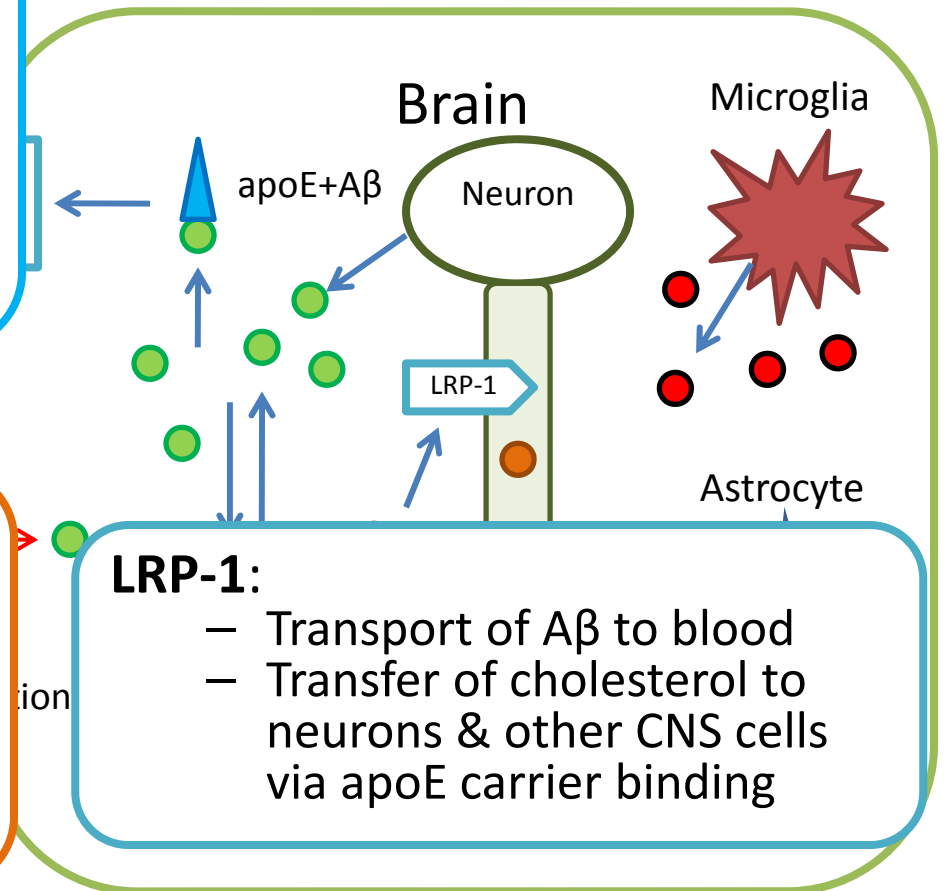 Brain
Microglia
apoE+Aβ
Neuron
LRP-1
Astrocyte
LRP-1:
– Transport of Aβ to blood
– Transfer of cholesterol to
neurons & other CNS cells
via apoE carrier binding
tion